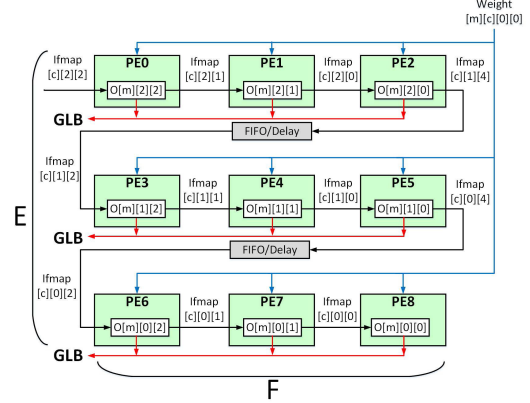 Weight
[m][c][0][0]
Ifmap
[c][2][2]
PE0
Ifmap
[c][2][1]
PE1
Ifmap
[c][2][0]
PE2
Ifmap
[c][1][4]
O[m][2][2]
O[m][2][1]
O[m][2][0]
GLB
FIFO/Delay
Ifmap
[c][1][2]
PE3
Ifmap
[c][1][1]
PE4
Ifmap
[c][1][0]
PE5
Ifmap
[c][0][4]
O[m][1][2]
O[m][1][1]
O[m][1][0]
E
GLB
FIFO/Delay
Ifmap
[c][0][2]
PE6
Ifmap
[c][0][1]
PE7
Ifmap
[c][0][0]
PE8
O[m][0][2]
O[m][0][1]
O[m][0][0]
GLB
F